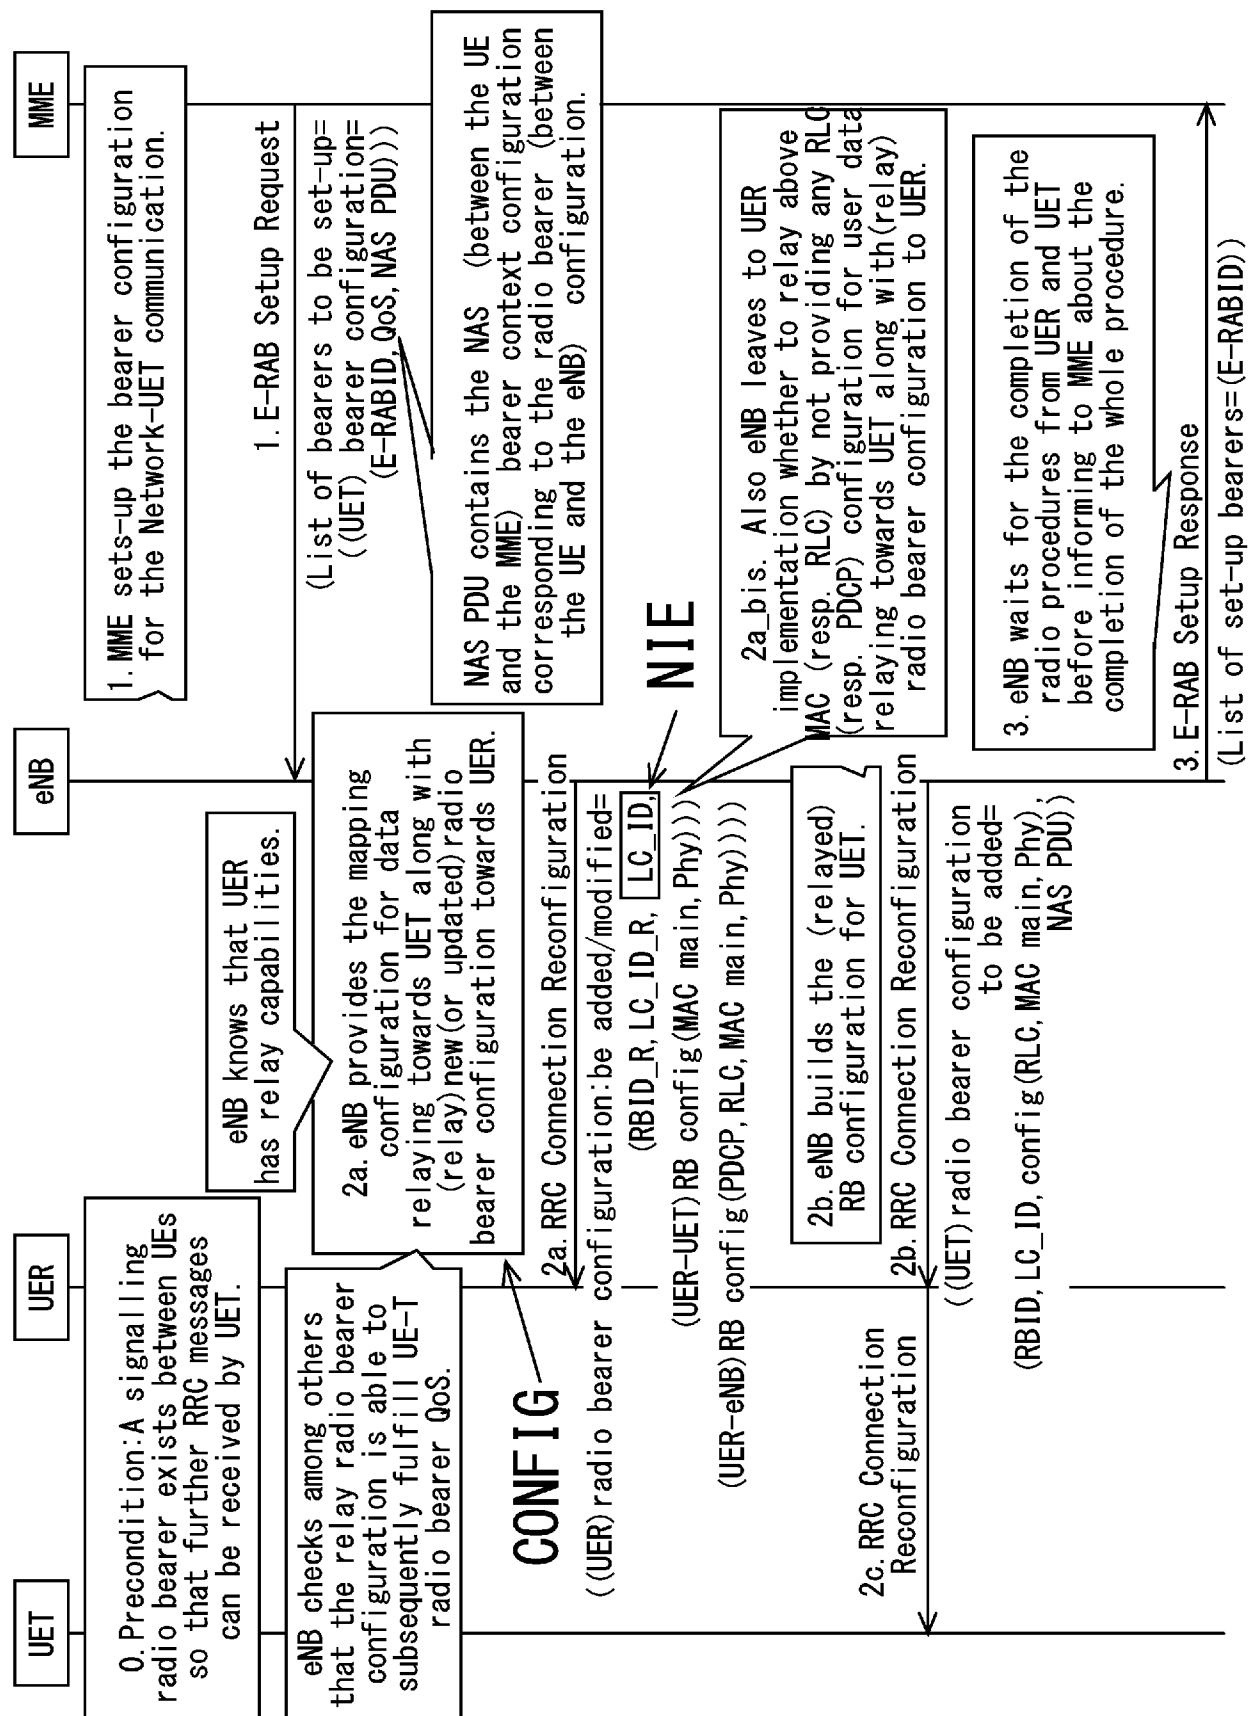 UET
UER
eNB
MME
0.Precondition:A signalling
radio bearer exists between UEs
so that further RRC messages
can be received by UET.
1.MME sets-up the bearer configuration
for the Network-UET communication.
eNB knows that UER
has relay capabilities.
1.E-RAB Setup Request
(List of bearers to be set-up=
((UET) bearer configuration=
(E-RABID,QoS,NAS PDU)))
eNB checks among others
that the relay radio bearer
configuration is able to
subsequently fulfill UE-T
radio bearer QoS.
2a.eNB provides the mapping
configuration for data
relaying towards UET along with
(relay)new(or updated)radio
bearer configuration towards UER.
NAS PDU contains the NAS (between the UE
and the MME) bearer context configuration
corresponding to the radio bearer (between
the UE and the eNB) configuration.
CONFIG
2a.RRC Connection Reconfiguration
((UER)radio bearer configuration:be added/modified=
(RBID_R,LC_ID_R, LC_ID,
(UER-UET)RB config(MAC main,Phy)))
(UER-eNB)RB config(PDCP,RLC,MAC main,Phy))))
NIE
2a_bis. Also eNB leaves to UER
implementation whether to relay above
MAC (resp. RLC) by not providing any RLC
(resp. PDCP) configuration for user data
relaying towards UET along with(relay)
radio bearer configuration to UER.
2b.eNB builds the (relayed)
RB configuration for UET.
2b.RRC Connection Reconfiguration
2c.RRC Connection
Reconfiguration
((UET)radio bearer configuration
to be added=
(RBID,LC_ID,config(RLC,MAC main,Phy),
NAS PDU))
3.eNB waits for the completion of the
radio procedures from UER and UET
before informing to MME about the
completion of the whole procedure.
3.E-RAB Setup Response
(List of set-up bearers=(E-RABID))